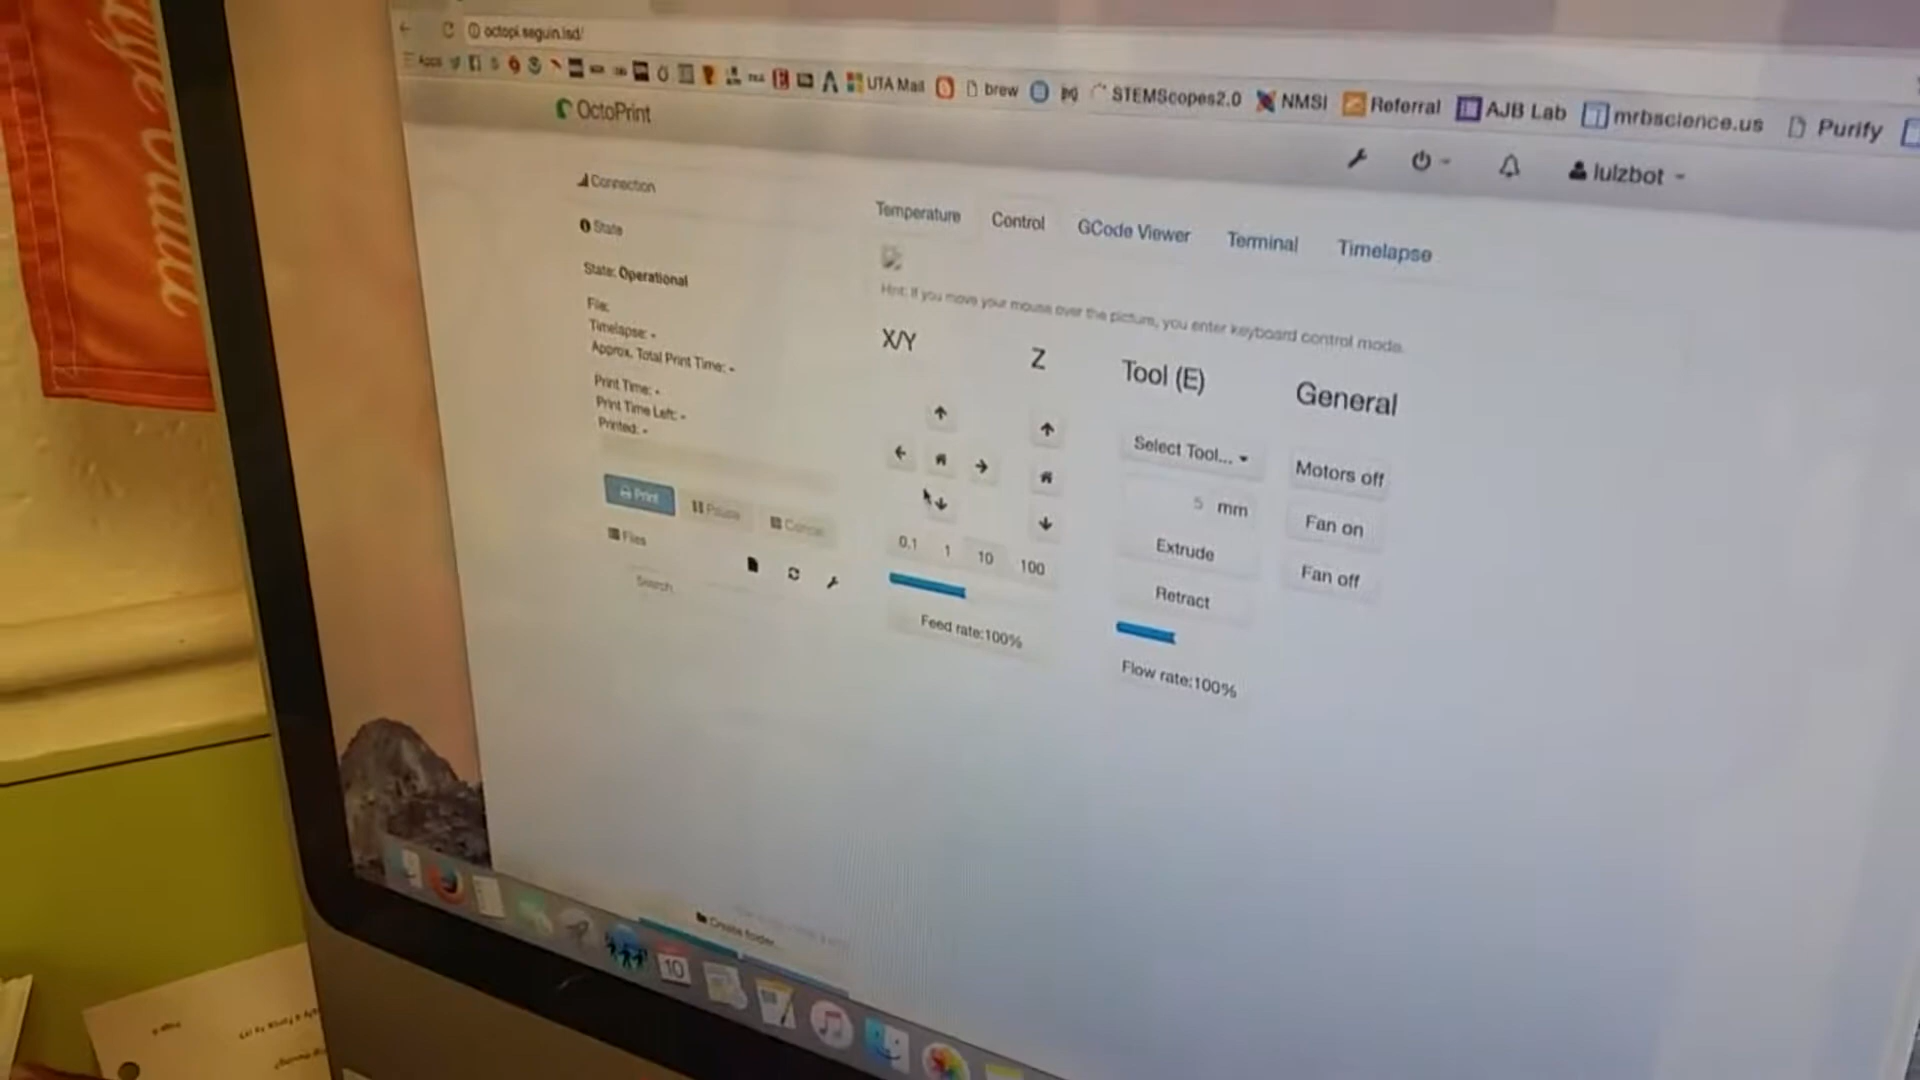 octopi.seguin.isd/
Apps
UTA Mail
brew
STEMScopes2.0
NMSI
Referral
AJB Lab
mrbscience.us
Purify
OctoPrint
lulzbot
Connection
State
State: Operational
File:
Timelapse: -
Approx. Total Print Time: -
Print Time: -
Print Time Left: -
Printed: -
Print
Pause
Cancel
Files
Search
Create folder...
Temperature
Control
GCode Viewer
Terminal
Timelapse
Hint: If you move your mouse over the picture, you enter keyboard control mode.
X/Y
Z
Tool (E)
General
Select Tool...
5 mm
Extrude
Retract
Motors off
Fan on
Fan off
0.1 1 10 100
Feed rate:100%
Flow rate:100%
10